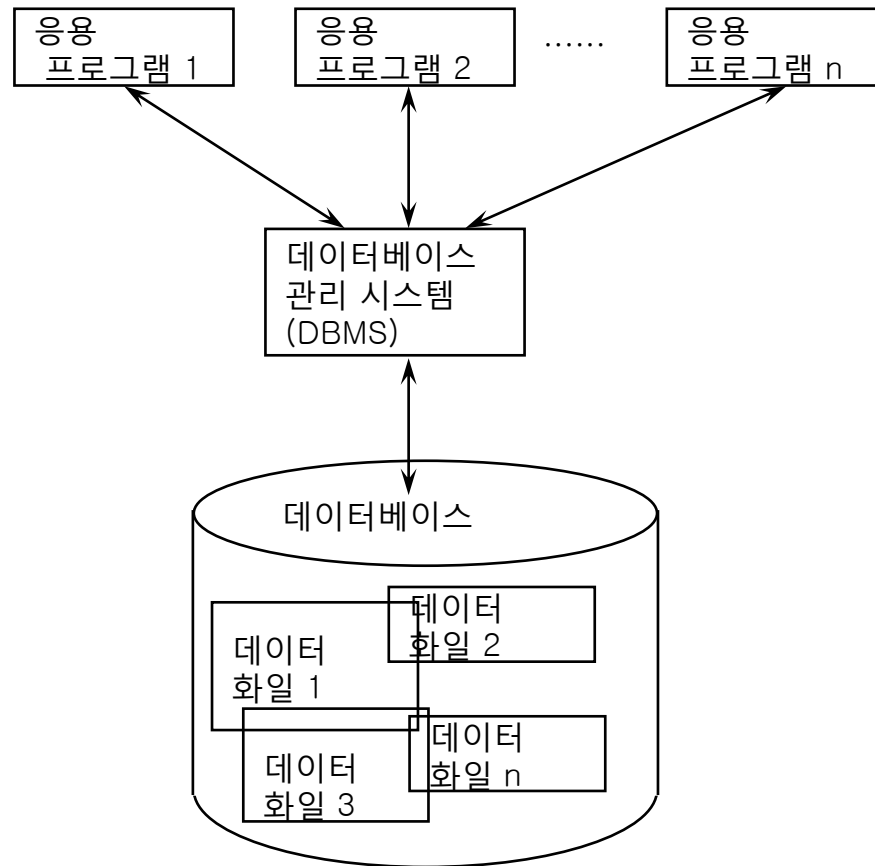 응용
프로그램 1
응용
프로그램 2
......
응용
프로그램 n
데이터베이스
관리 시스템
(DBMS)
데이터베이스
데이터
화일 2
데이터
화일 1
데이터
화일 n
데이터
화일 3